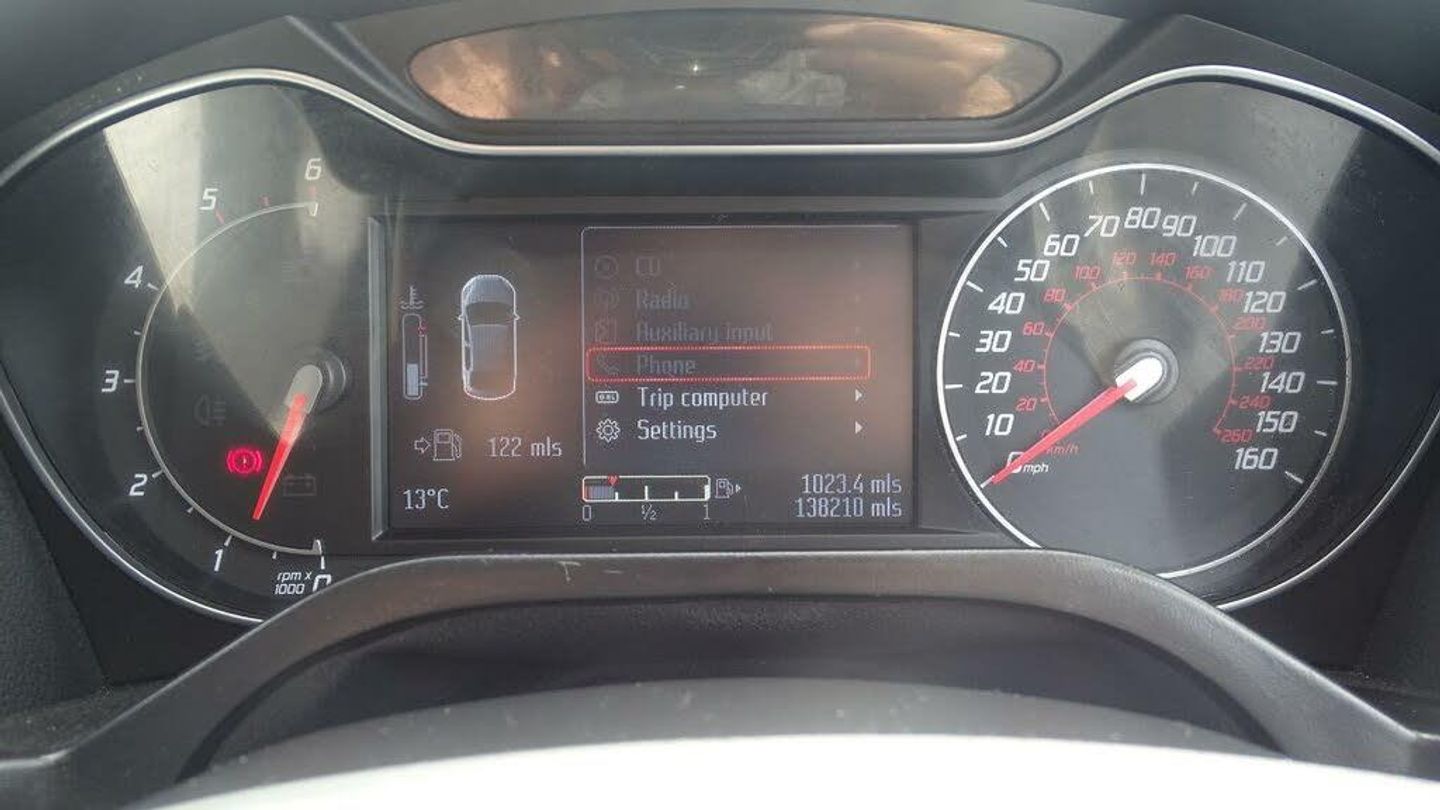 6
5
4
3
2
1
rpm x
1000 0
CD
Radio
Auxiliary input
Phone
Trip computer
Settings
122 mls
13°C
0 ½ 1
1023.4 mls
138210 mls
0 mph
10
20
30
40
50
60
70
80
90
100
110
120
130
140
150
160
km/h
20
40
60
80
100
120
140
160
180
200
220
240
260